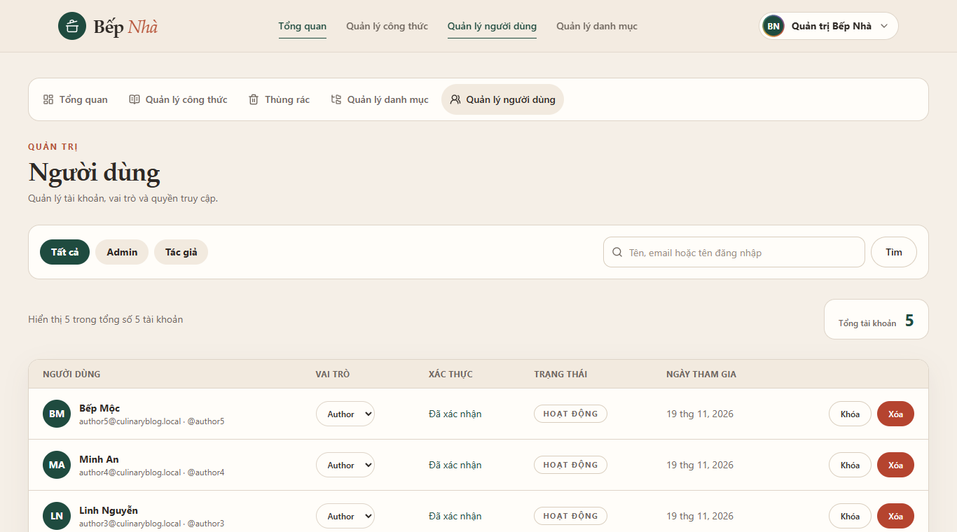 Bếp Nhà
Tổng quan Quản lý công thức Quản lý người dùng Quản lý danh mục
BN Quản trị Bếp Nhà
Tổng quan Quản lý công thức Thùng rác Quản lý danh mục Quản lý người dùng
QUẢN TRỊ
Người dùng
Quản lý tài khoản, vai trò và quyền truy cập.
Tất cả Admin Tác giả
Tên, email hoặc tên đăng nhập Tìm
Hiển thị 5 trong tổng số 5 tài khoản
Tổng tài khoản 5
NGƯỜI DÙNG VAI TRÒ XÁC THỰC TRẠNG THÁI NGÀY THAM GIA
BM Bếp Mộc
author5@culinaryblog.local · @author5
Author Đã xác nhận HOẠT ĐỘNG 19 thg 11, 2026 Khóa Xóa
MA Minh An
author4@culinaryblog.local · @author4
Author Đã xác nhận HOẠT ĐỘNG 19 thg 11, 2026 Khóa Xóa
LN Linh Nguyễn
author3@culinaryblog.local · @author3
Author Đã xác nhận HOẠT ĐỘNG 19 thg 11, 2026 Khóa Xóa